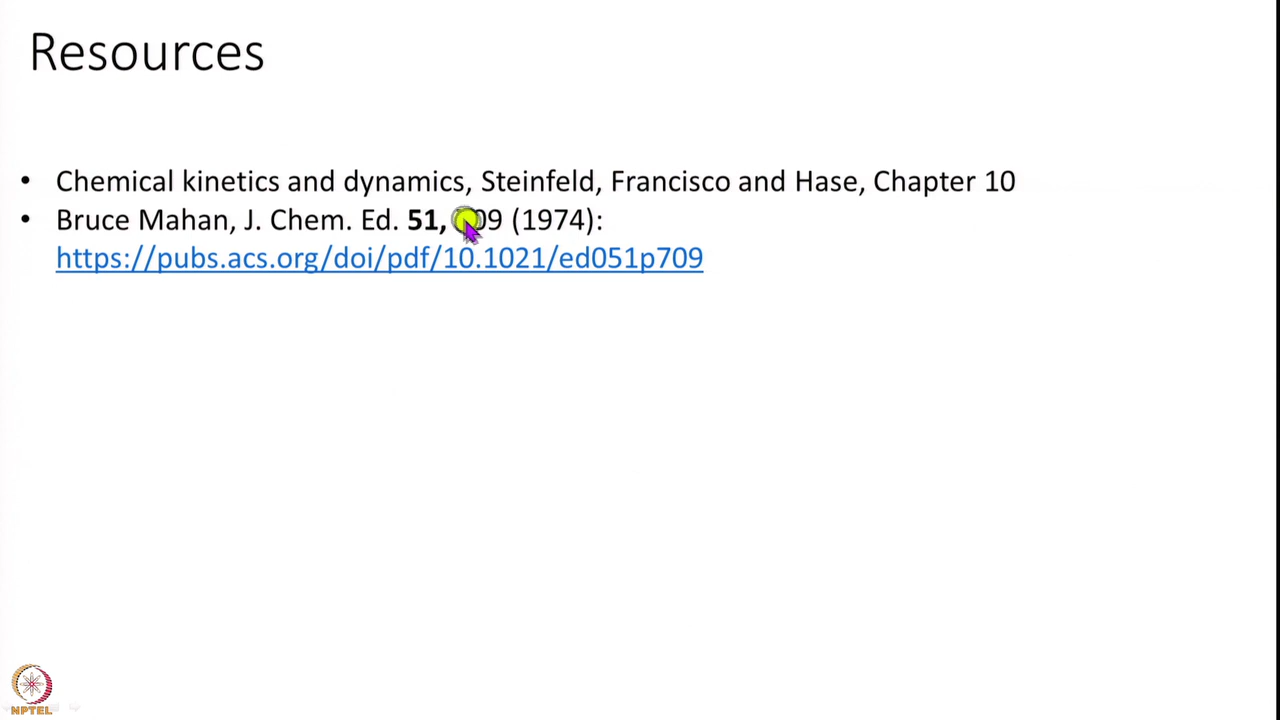 Resources
• Chemical kinetics and dynamics, Steinfeld, Francisco and Hase, Chapter 10
• Bruce Mahan, J. Chem. Ed. 51, 09 (1974):
https://pubs.acs.org/doi/pdf/10.1021/ed051p709
NPTEL